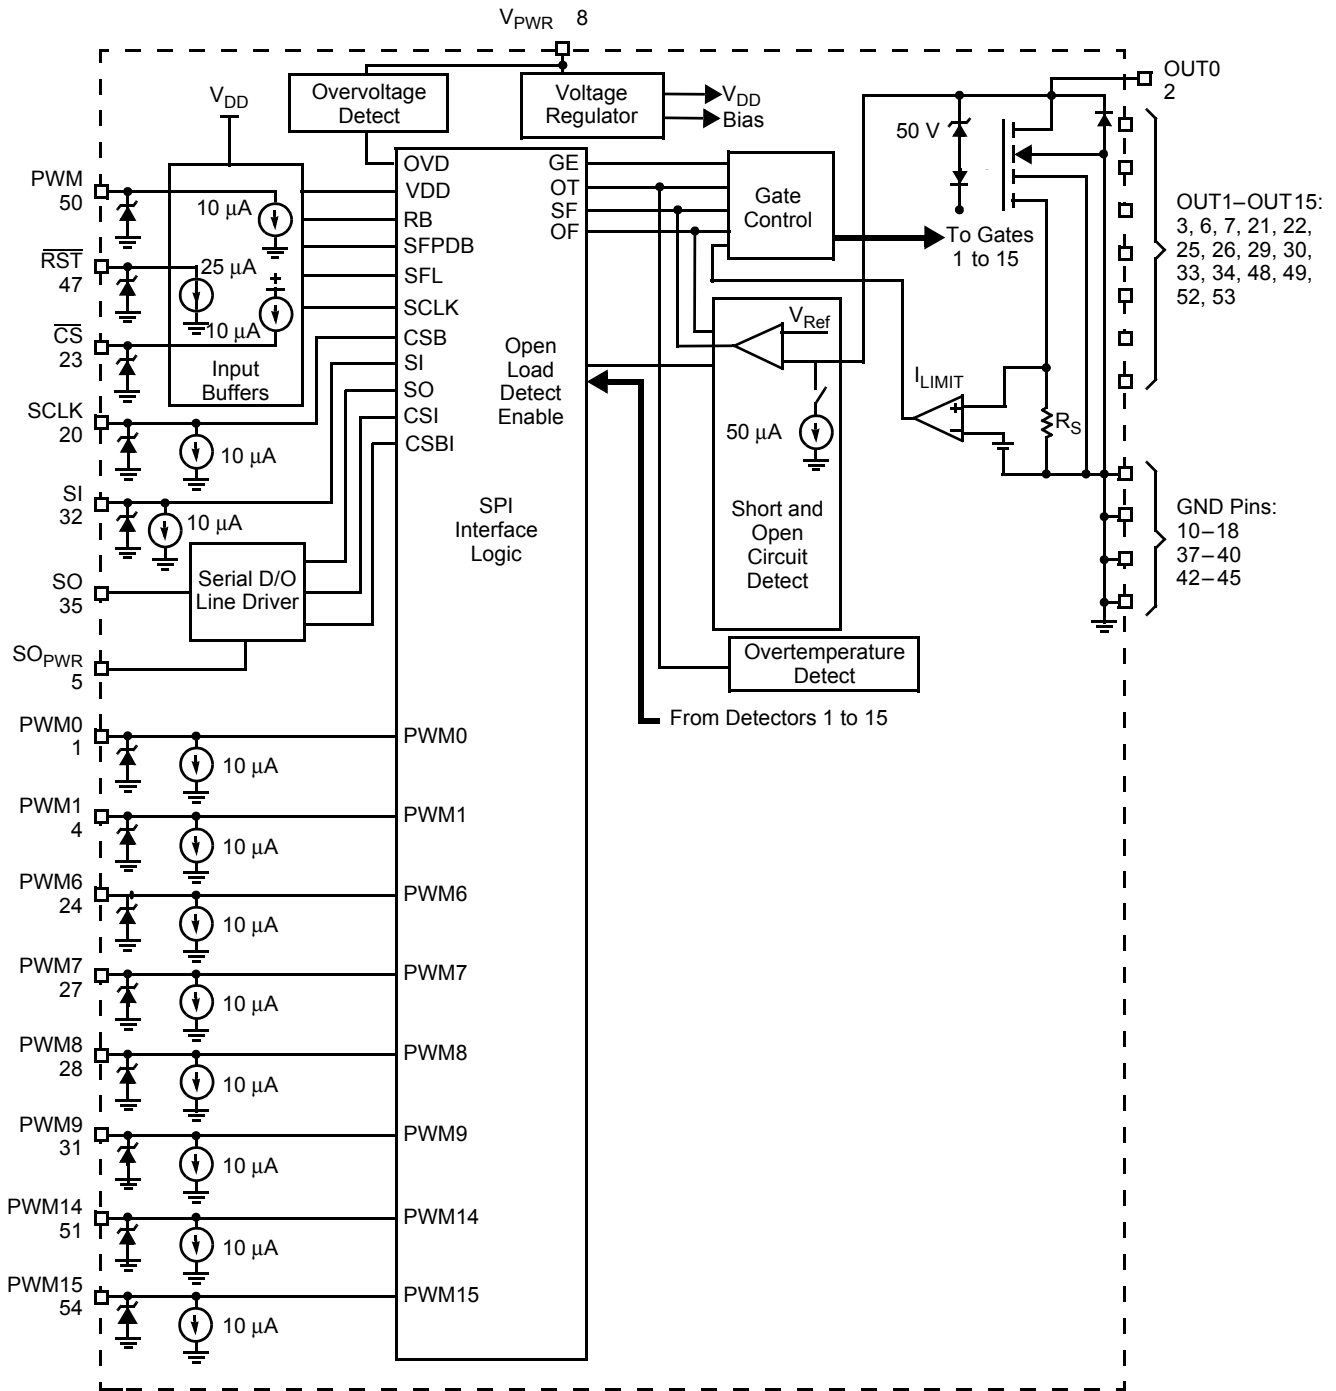 V_PWR 8
V_DD
Overvoltage
Detect
Voltage
Regulator
V_DD
Bias
OUT0
2
50 V
PWM
50
RST
47
CS
23
SCLK
20
SI
32
SO
35
SO_PWR
5
10 µA
25 µA
10 µA
Input
Buffers
10 µA
10 µA
Serial D/O
Line Driver
OVD
VDD
RB
SFPDB
SFL
SCLK
CSB
SI
SO
CSI
CSBI
GE
OT
SF
OF
Open
Load
Detect
Enable
SPI
Interface
Logic
Gate
Control
To Gates
1 to 15
V_Ref
50 µA
Short and
Open
Circuit
Detect
I_LIMIT
+
–
R_S
Overtemperature
Detect
From Detectors 1 to 15
OUT1–OUT15:
3, 6, 7, 21, 22,
25, 26, 29, 30,
33, 34, 48, 49,
52, 53
GND Pins:
10–18
37–40
42–45
PWM0
1
10 µA
PWM0
PWM1
4
10 µA
PWM1
PWM6
24
10 µA
PWM6
PWM7
27
10 µA
PWM7
PWM8
28
10 µA
PWM8
PWM9
31
10 µA
PWM9
PWM14
51
10 µA
PWM14
PWM15
54
10 µA
PWM15